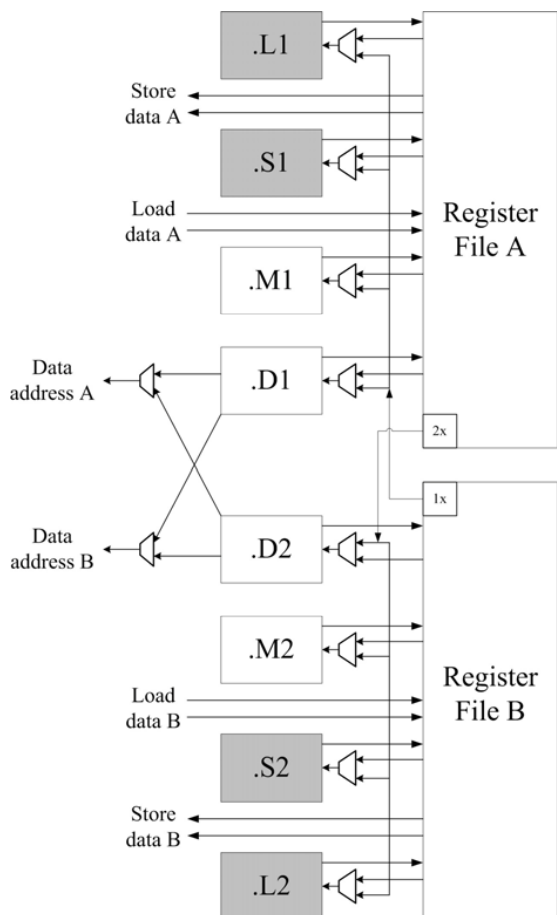 .L1
Store
data A
.S1
Load
data A
Register
File A
.M1
.D1
Data
address A
2x
1x
Data
address B
.D2
.M2
Register
File B
Load
data B
.S2
Store
data B
.L2